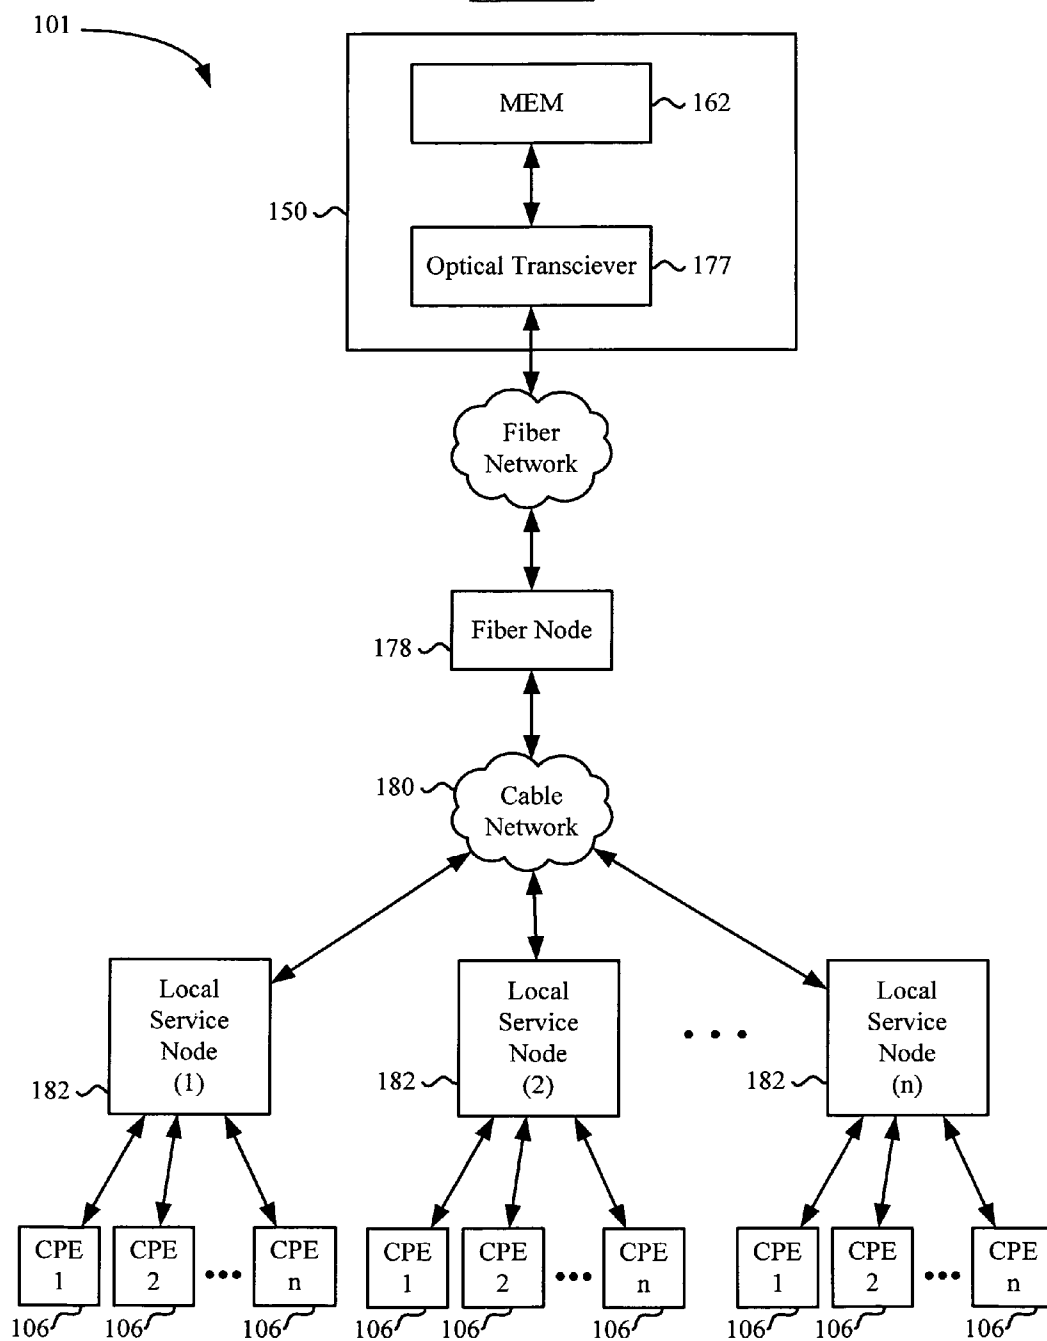 101
MEM
162
150
Optical Transciever
177
Fiber
Network
Fiber Node
178
180
Cable
Network
Local
Service
Node
(1)
182
Local
Service
Node
(2)
182
Local
Service
Node
(n)
182
CPE
1
106
CPE
2
106
CPE
n
106
CPE
1
106
CPE
2
106
CPE
n
106
CPE
1
106
CPE
2
106
CPE
n
106